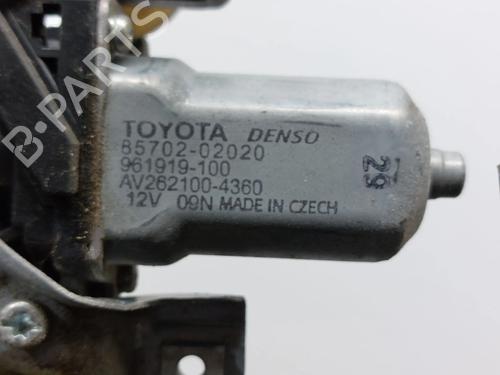 TOYOTA DENSO
85702-02020
961919-100
AV262100-4360
12V 09N MADE IN CZECH
29
B-PARTS